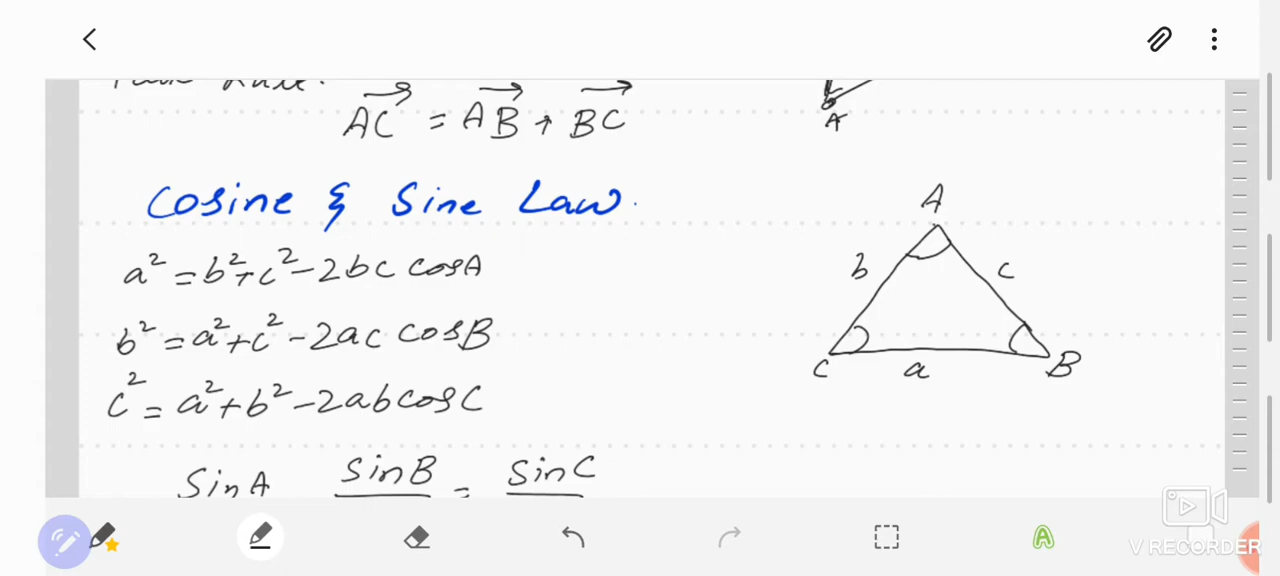 AC = AB + BC
A
Cosine & Sine Law.
A
a² = b² + c² - 2bc cosA
b c
b² = a² + c² - 2ac cosB
C a B
c² = a² + b² - 2ab cosC
SinA SinB = SinC
V RECORDER